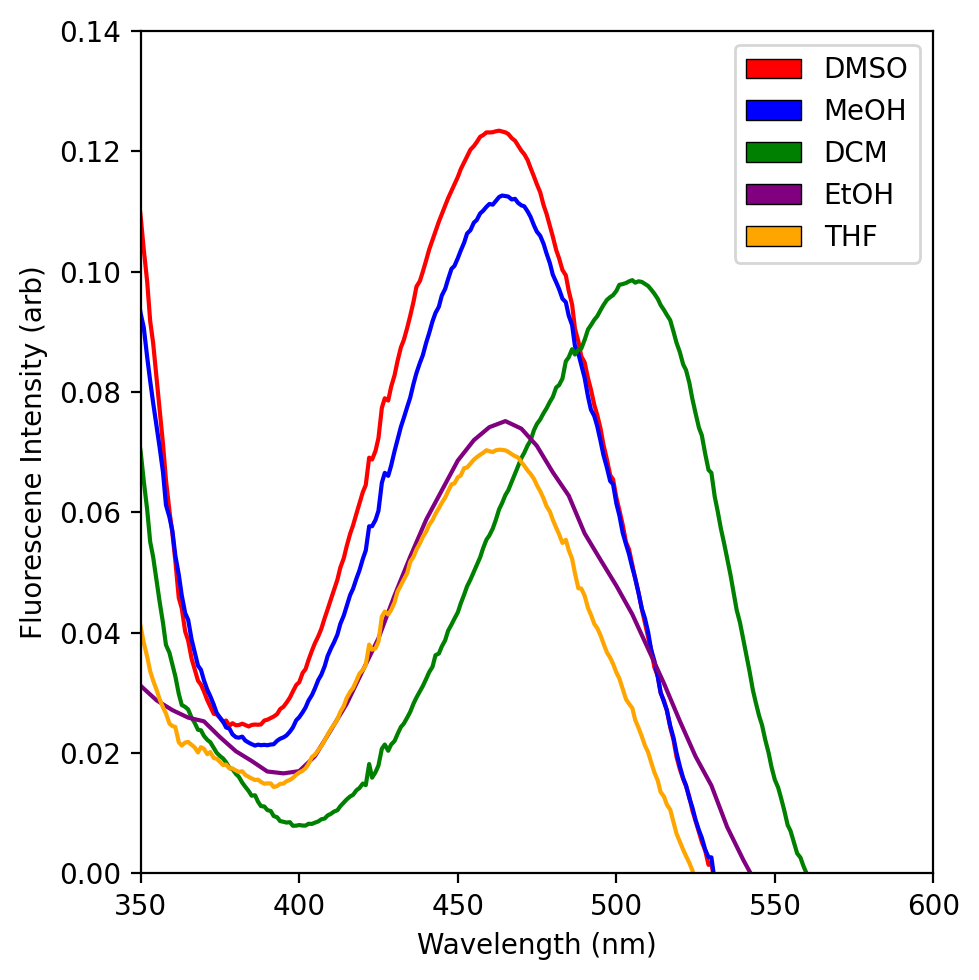 Fluorescene Intensity (arb)
0.14
0.12
0.10
0.08
0.06
0.04
0.02
0.00
DMSO
MeOH
DCM
EtOH
THF
350 400 450 500 550 600
Wavelength (nm)